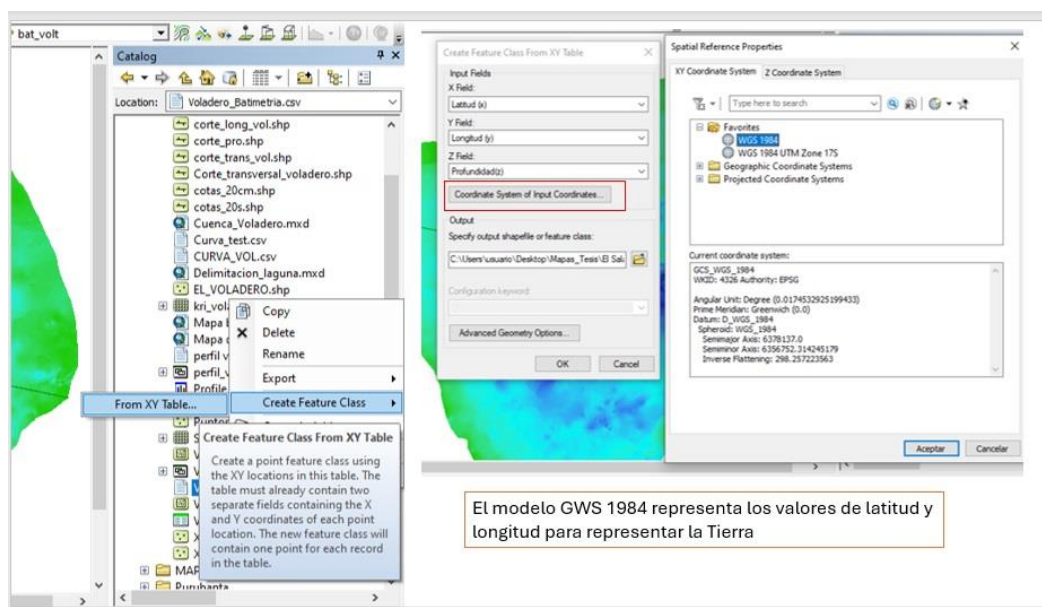 bat_volt
Catalog
Location: Voladero_Batimetria.csv
corte_long_vol.shp
corte_pro.shp
corte_trans_vol.shp
Corte_transversal_voladero.shp
cotas_20cm.shp
cotas_20s.shp
Cuenca_Voladero.mxd
Curva_test.csv
CURVA_VOL.csv
Delimitacion_laguna.mxd
EL_VOLADERO.shp
kri_vol
Mapa
Mapa
perfil v
perfil_v
Profile
MAP
Puruhanta
Copy
Delete
Rename
Export
Create Feature Class
From XY Table...
Create Feature Class From XY Table
Create a point feature class using
the XY locations in this table. The
table must already contain two
separate fields containing the X
and Y coordinates of each point
location. The new feature class will
contain one point for each record
in the table.
Create Feature Class From XY Table
Input Fields
X Field:
Latitud (x)
Y Field:
Longitud (y)
Z Field:
Profundidad(z)
Coordinate System of Input Coordinates...
Output
Specify output shapefile or feature class:
C:\Users\usuario\Desktop\Mapas_Tesis\El Sal
Configuration keyword:
Advanced Geometry Options...
OK Cancel
Spatial Reference Properties
XY Coordinate System Z Coordinate System
Type here to search
Favorites
WGS 1984
WGS 1984 UTM Zone 17S
Geographic Coordinate Systems
Projected Coordinate Systems
Current coordinate system:
GCS_WGS_1984
WKID: 4326 Authority: EPSG
Angular Unit: Degree (0.0174532925199433)
Prime Meridian: Greenwich (0.0)
Datum: D_WGS_1984
Spheroid: WGS_1984
Semimajor Axis: 6378137.0
Semiminor Axis: 6356752.314245179
Inverse Flattening: 298.257223563
Aceptar Cancelar
El modelo GWS 1984 representa los valores de latitud y
longitud para representar la Tierra